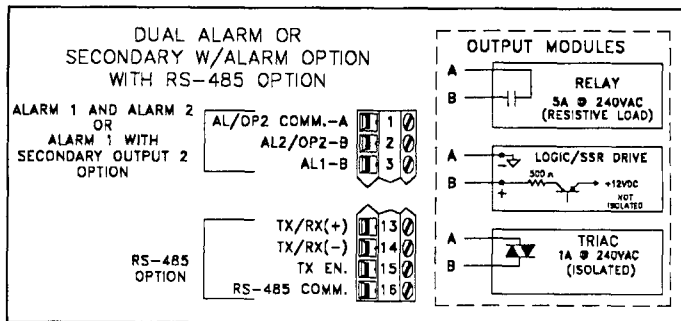 DUAL ALARM OR
SECONDARY W/ALARM OPTION
WITH RS-485 OPTION
ALARM 1 AND ALARM 2
OR
ALARM 1 WITH
SECONDARY OUTPUT 2
OPTION
AL/OP2 COMM.-A 1
AL2/OP2-B 2
AL1-B 3
RS-485
OPTION
TX/RX(+) 13
TX/RX(-) 14
TX EN. 15
RS-485 COMM. 16
OUTPUT MODULES
A
B
RELAY
5A @ 240VAC
(RESISTIVE LOAD)
A
B
LOGIC/SSR DRIVE
-
+
500 Ω
+12VDC
NOT
ISOLATED
A
B
TRIAC
1A @ 240VAC
(ISOLATED)